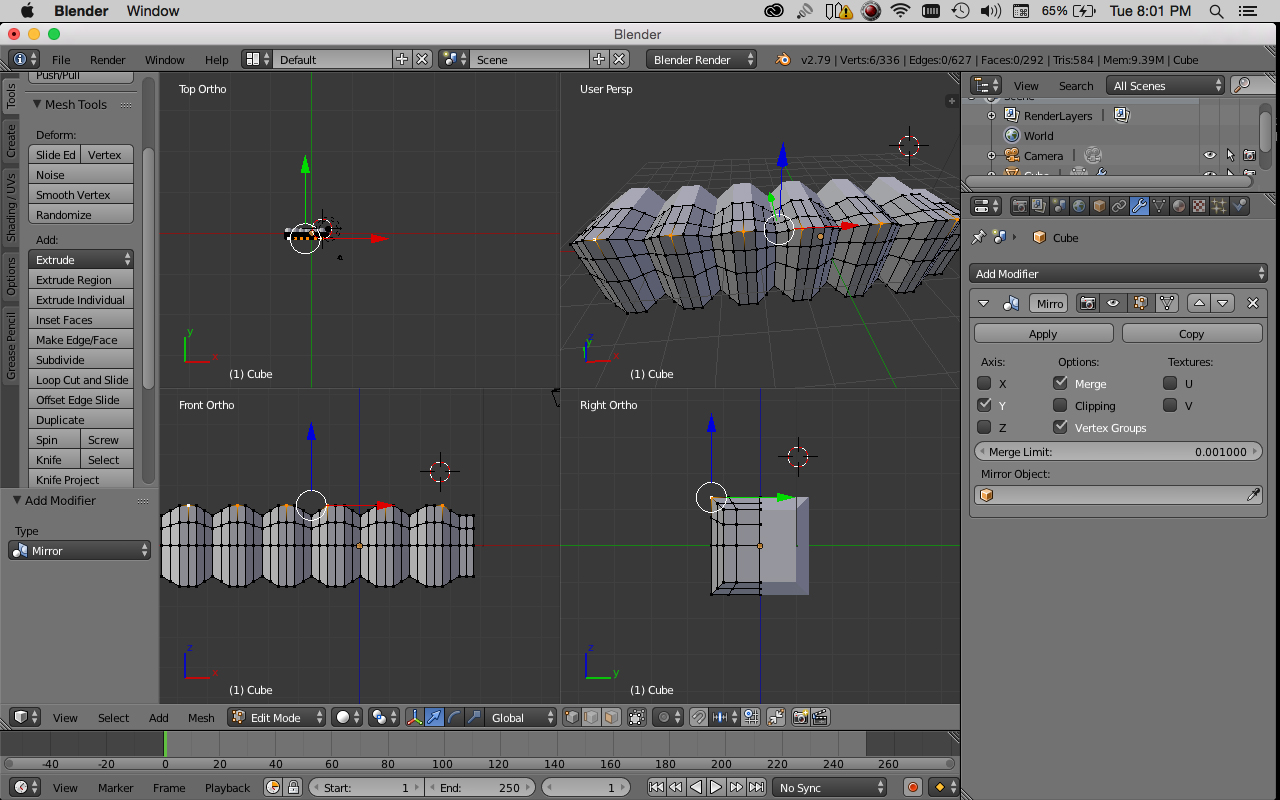 Blender Window 65% Tue 8:01 PM
Blender
File Render Window Help Default Scene Blender Render v2.79 | Verts:6/336 | Edges:0/627 | Faces:0/292 | Tris:584 | Mem:9.39M | Cube
View Search All Scenes
RenderLayers
World
Camera
Cube
Add Modifier
Mirro
Apply Copy
Axis: Options: Textures:
X Merge U
Y Clipping V
Z Vertex Groups
Merge Limit: 0.001000
Mirror Object:
Tools
Create
Shading / UVs
Options
Grease Pencil
Push/Pull
Mesh Tools
Deform:
Slide Ed Vertex
Noise
Smooth Vertex
Randomize
Add:
Extrude
Extrude Region
Extrude Individual
Inset Faces
Make Edge/Face
Subdivide
Loop Cut and Slide
Offset Edge Slide
Duplicate
Spin Screw
Knife Select
Knife Project
Add Modifier
Type
Mirror
Top Ortho
y
x
(1) Cube
User Persp
z
y
x
(1) Cube
Front Ortho
z
x
(1) Cube
Right Ortho
z
y
(1) Cube
View Select Add Mesh Edit Mode Global
-40 -20 0 20 40 60 80 100 120 140 160 180 200 220 240 260
View Marker Frame Playback Start: 1 End: 250 1 No Sync